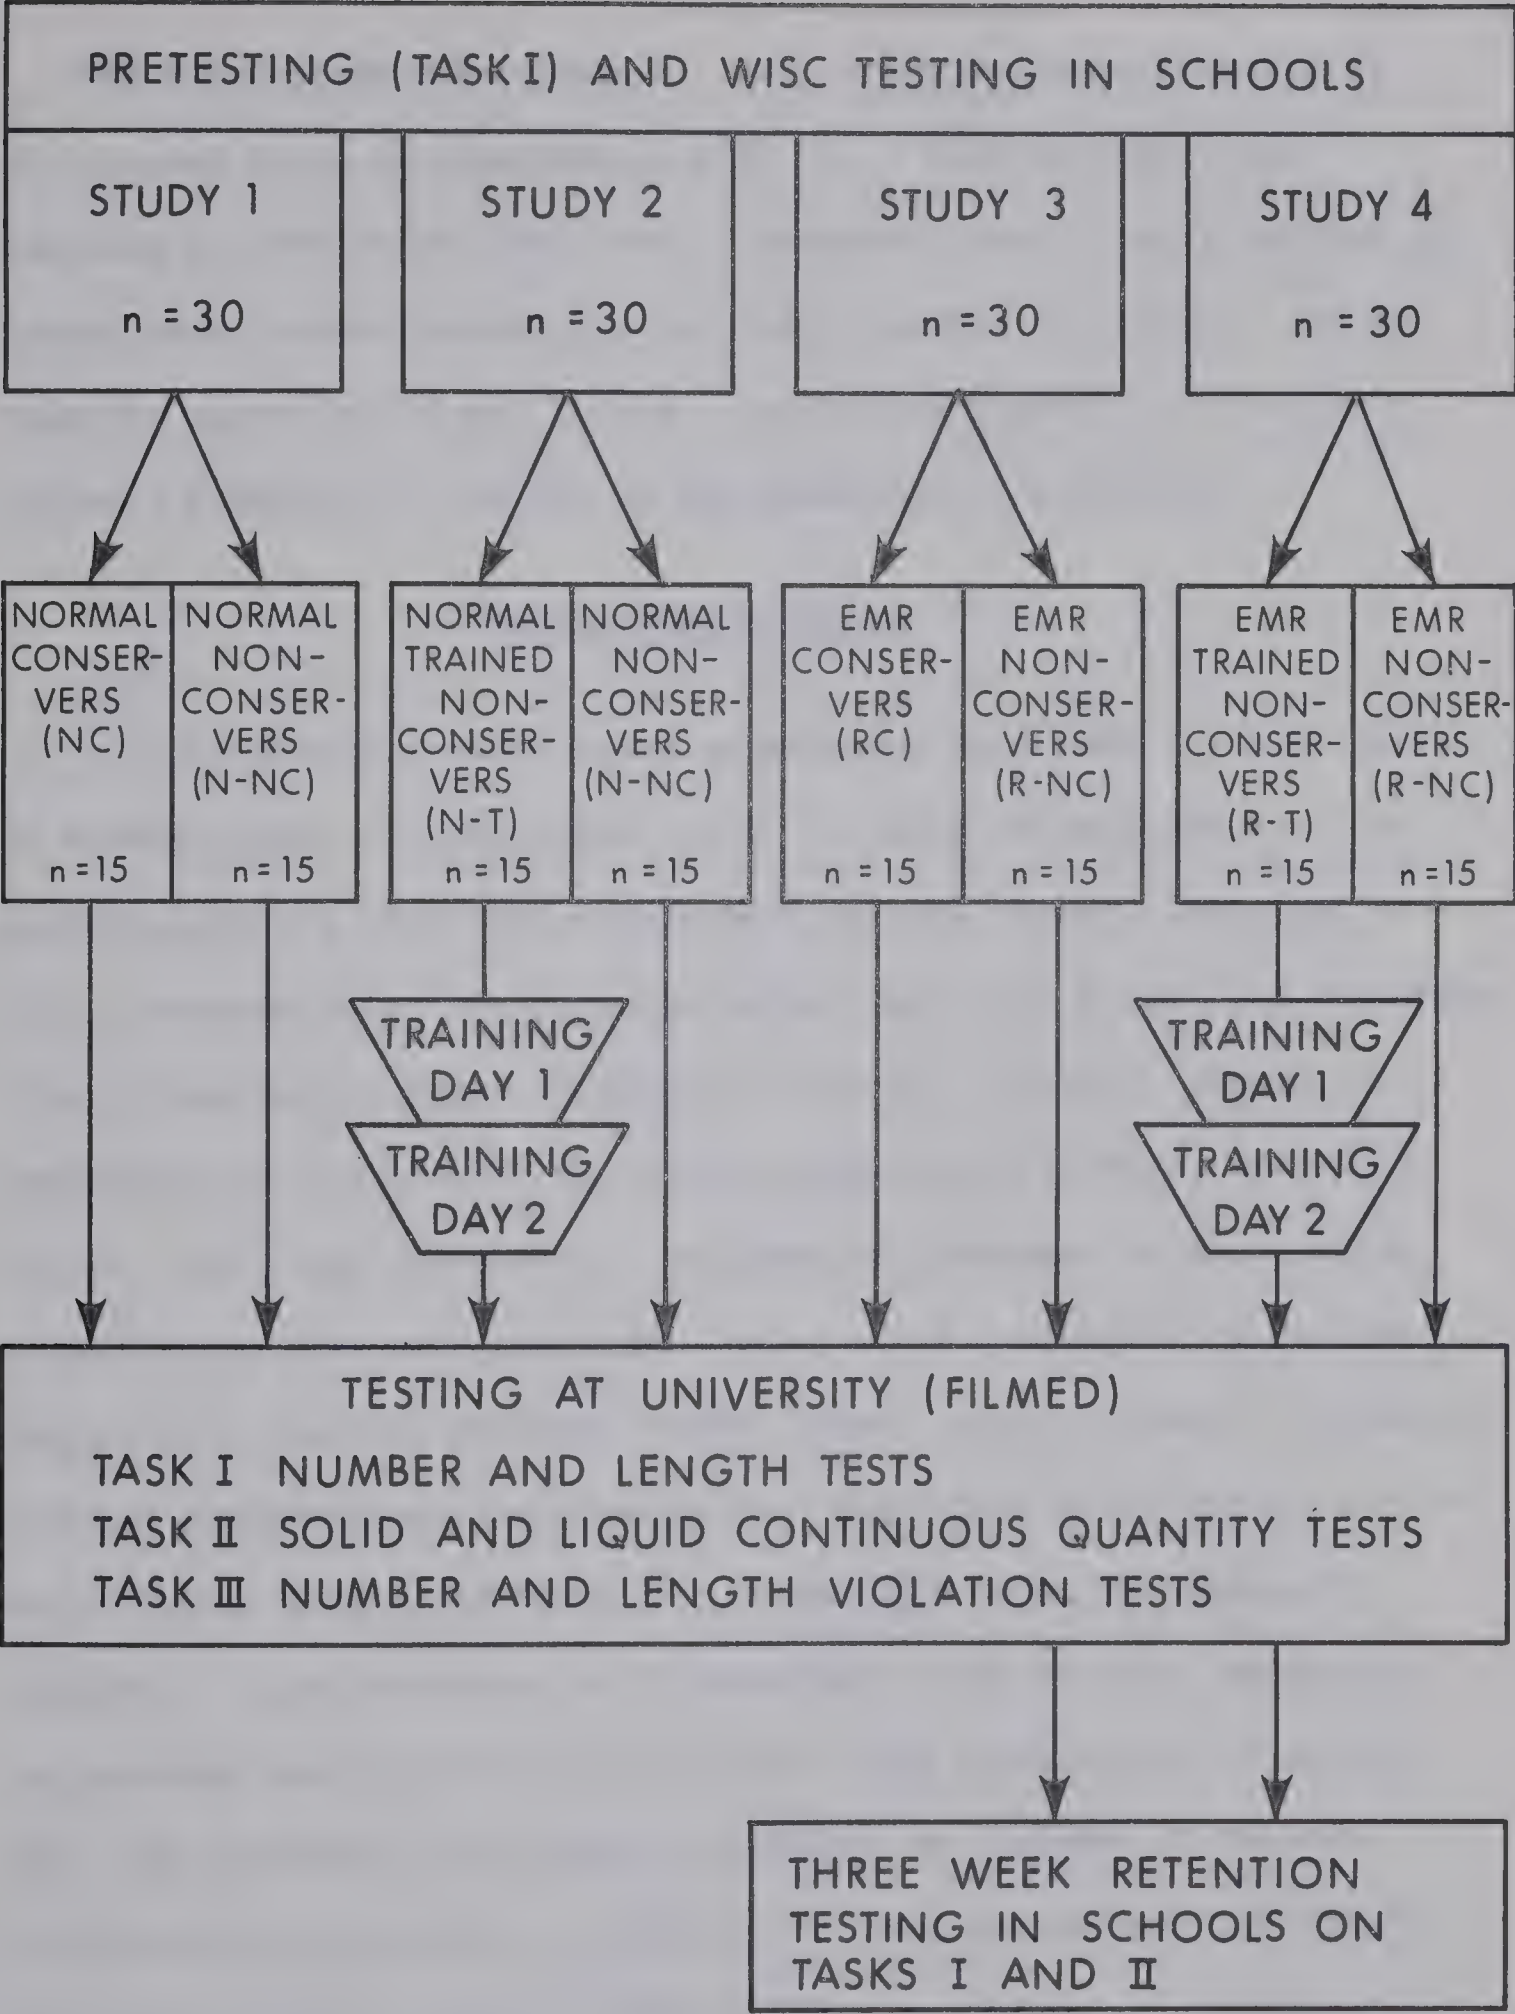 PRETESTING (TASK I) AND WISC TESTING IN SCHOOLS
STUDY 1
n = 30
STUDY 2
n = 30
STUDY 3
n = 30
STUDY 4
n = 30
NORMAL
CONSER-
VERS
(NC)
n = 15
NORMAL
NON-
CONSER-
VERS
(N-NC)
n = 15
NORMAL
TRAINED
NON-
CONSER-
VERS
(N-T)
n = 15
NORMAL
NON-
CONSER-
VERS
(N-NC)
n = 15
EMR
CONSER-
VERS
(RC)
n = 15
EMR
NON-
CONSER-
VERS
(R-NC)
n = 15
EMR
TRAINED
NON-
CONSER-
VERS
(R-T)
n = 15
EMR
NON-
CONSER-
VERS
(R-NC)
n = 15
TRAINING
DAY 1
TRAINING
DAY 2
TRAINING
DAY 1
TRAINING
DAY 2
TESTING AT UNIVERSITY (FILMED)
TASK I NUMBER AND LENGTH TESTS
TASK II SOLID AND LIQUID CONTINUOUS QUANTITY TESTS
TASK III NUMBER AND LENGTH VIOLATION TESTS
THREE WEEK RETENTION
TESTING IN SCHOOLS ON
TASKS I AND II